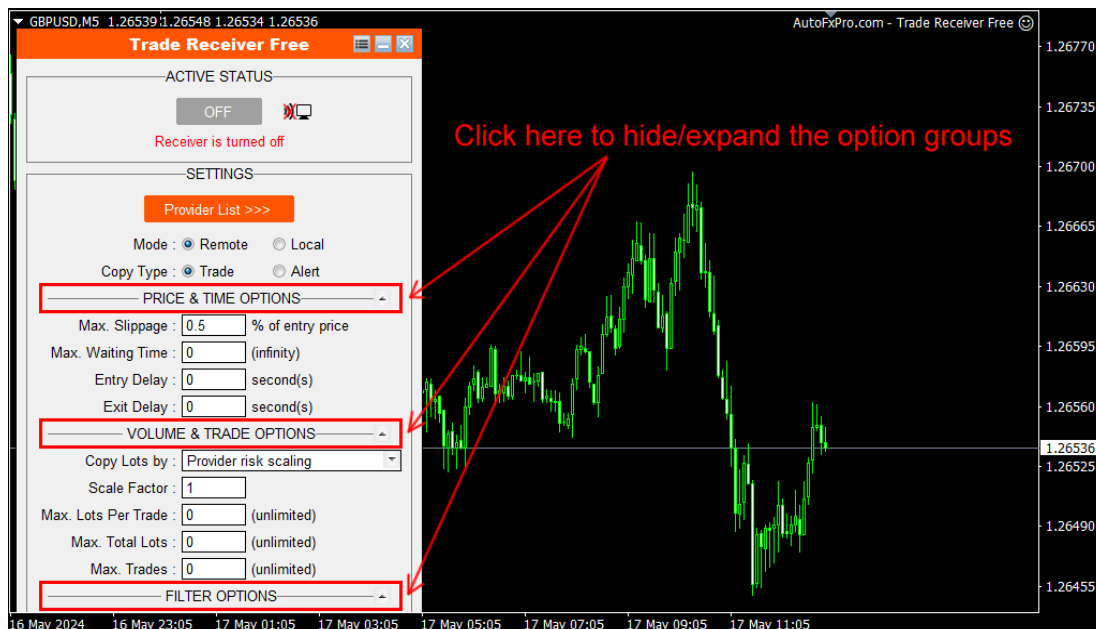 GBPUSD,M5 1.26539 1.26548 1.26534 1.26536
AutoFxPro.com - Trade Receiver Free
Trade Receiver Free
ACTIVE STATUS
OFF
Receiver is turned off
Click here to hide/expand the option groups
SETTINGS
Provider List >>>
Mode : Remote Local
Copy Type : Trade Alert
PRICE & TIME OPTIONS
Max. Slippage : 0.5 % of entry price
Max. Waiting Time : 0 (infinity)
Entry Delay : 0 second(s)
Exit Delay : 0 second(s)
VOLUME & TRADE OPTIONS
Copy Lots by : Provider risk scaling
Scale Factor : 1
Max. Lots Per Trade : 0 (unlimited)
Max. Total Lots : 0 (unlimited)
Max. Trades : 0 (unlimited)
FILTER OPTIONS
1.26770
1.26735
1.26700
1.26665
1.26630
1.26595
1.26560
1.26536
1.26525
1.26490
1.26455
16 May 2024 16 May 23:05 17 May 01:05 17 May 03:05 17 May 05:05 17 May 07:05 17 May 09:05 17 May 11:05